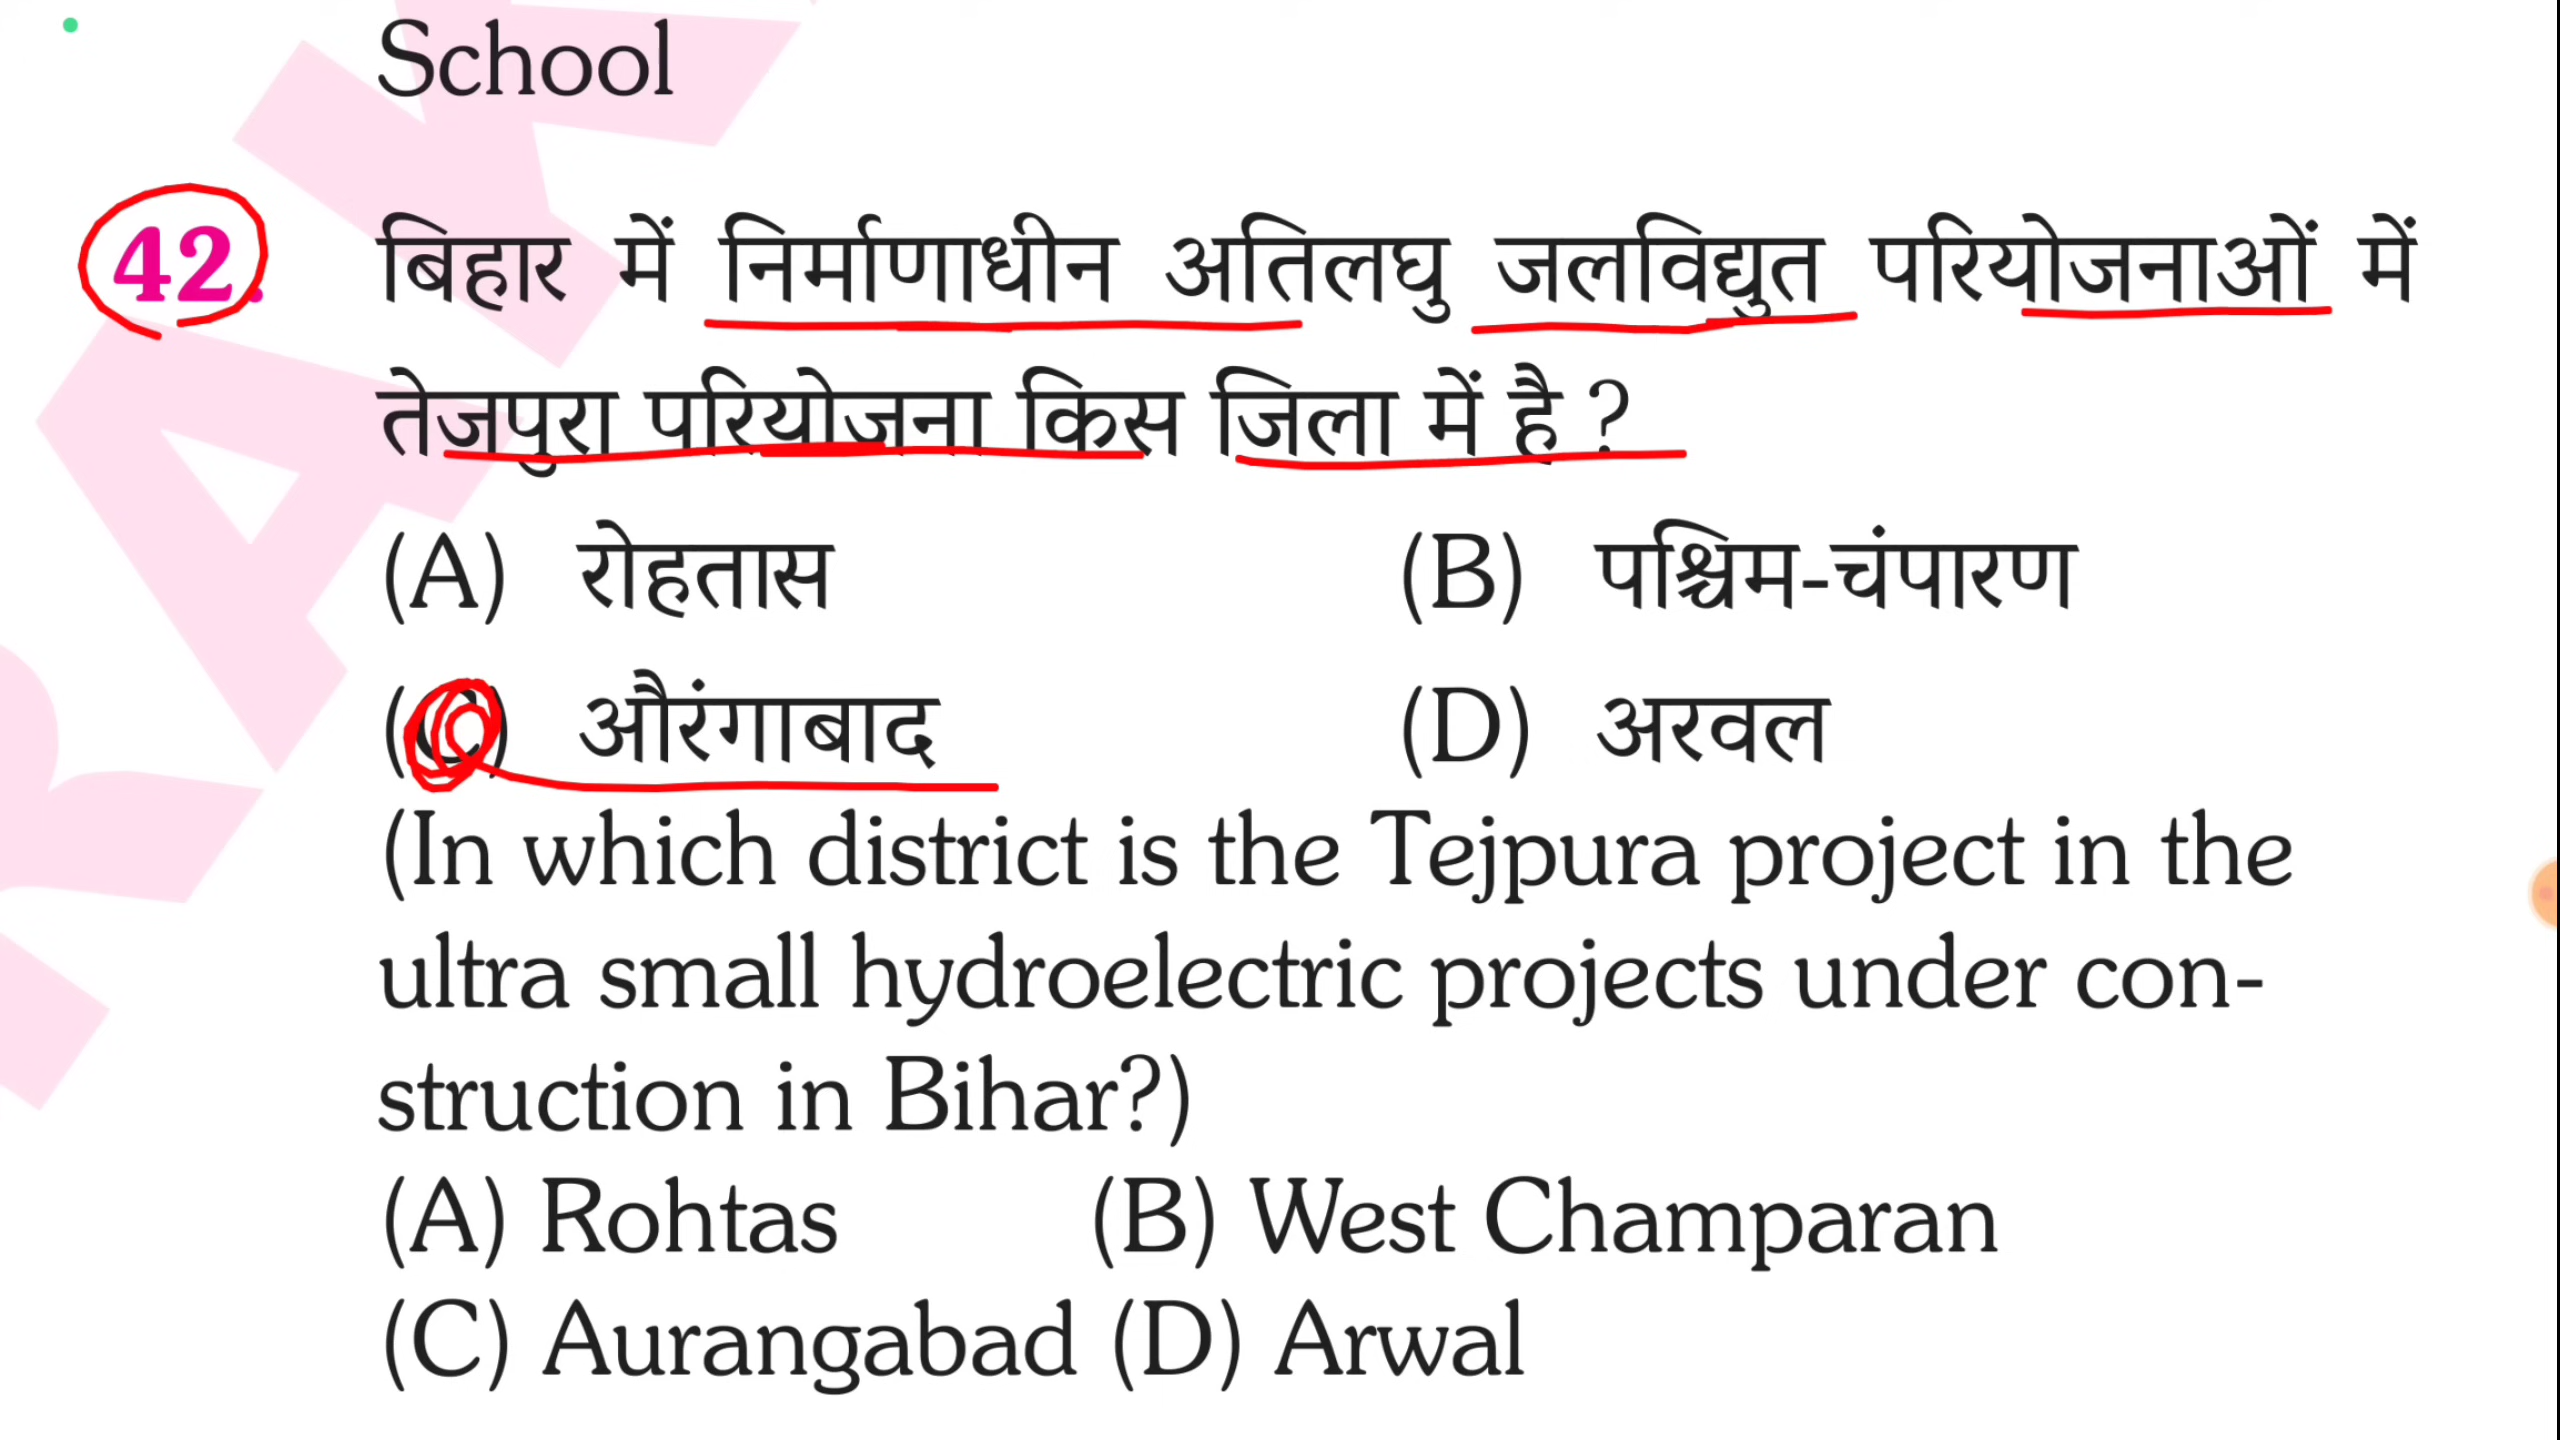 School
42. बिहार में निर्माणाधीन अतिलघु जलविद्युत परियोजनाओं में
तेजपुरा परियोजना किस जिला में है ?
(A) रोहतास (B) पश्चिम-चंपारण
(C) औरंगाबाद (D) अरवल
(In which district is the Tejpura project in the
ultra small hydroelectric projects under con-
struction in Bihar?)
(A) Rohtas (B) West Champaran
(C) Aurangabad (D) Arwal